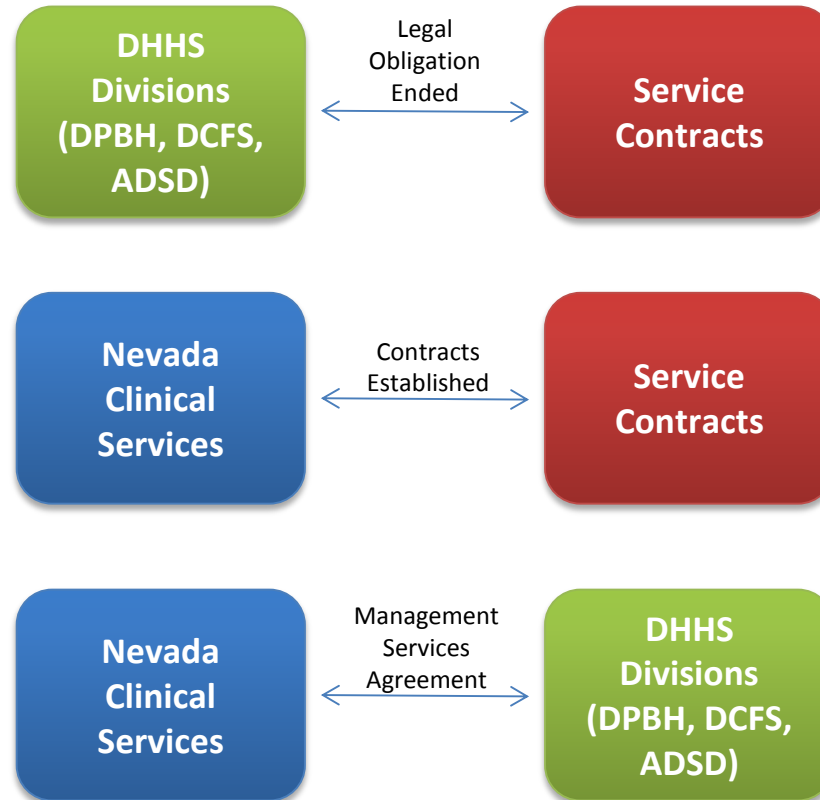 DHHS
Divisions
(DPBH, DCFS,
ADSD)
Legal
Obligation
Ended
Service
Contracts
Nevada
Clinical
Services
Contracts
Established
Service
Contracts
Nevada
Clinical
Services
Management
Services
Agreement
DHHS
Divisions
(DPBH, DCFS,
ADSD)